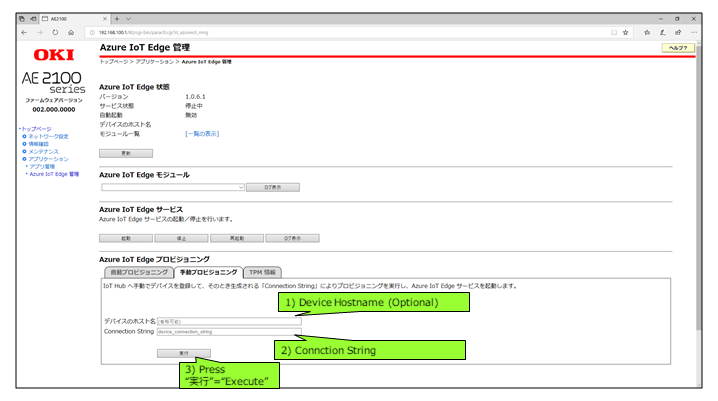 AE2100
192.168.100.1
Azure IoT Edge 管理
ヘルプ?
トップページ > アプリケーション > Azure IoT Edge 管理
OKI
AE 2100
series
ファームウェアバージョン
002.000.0000
トップページ
ネットワーク設定
情報確認
メンテナンス
アプリケーション
アプリ管理
Azure IoT Edge 管理
Azure IoT Edge 状態
バージョン 1.0.6.1
サービス状態 停止中
自動起動 無効
デバイスのホスト名
モジュール一覧 [一覧の表示]
更新
Azure IoT Edge モジュール
ログ表示
Azure IoT Edge サービス
Azure IoT Edge サービスの起動／停止を行います。
起動 停止 再起動 ログ表示
Azure IoT Edge プロビジョニング
自動プロビジョニング 手動プロビジョニング TPM 情報
IoT Hub へ手動でデバイスを登録して、そのとき生成される「Connection String」によりプロビジョニングを実行し、Azure IoT Edge サービスを起動します。
1) Device Hostname (Optional)
デバイスのホスト名 (省略可能)
Connection String device_connection_string
2) Connction String
実行
3) Press
“実行”=“Execute”